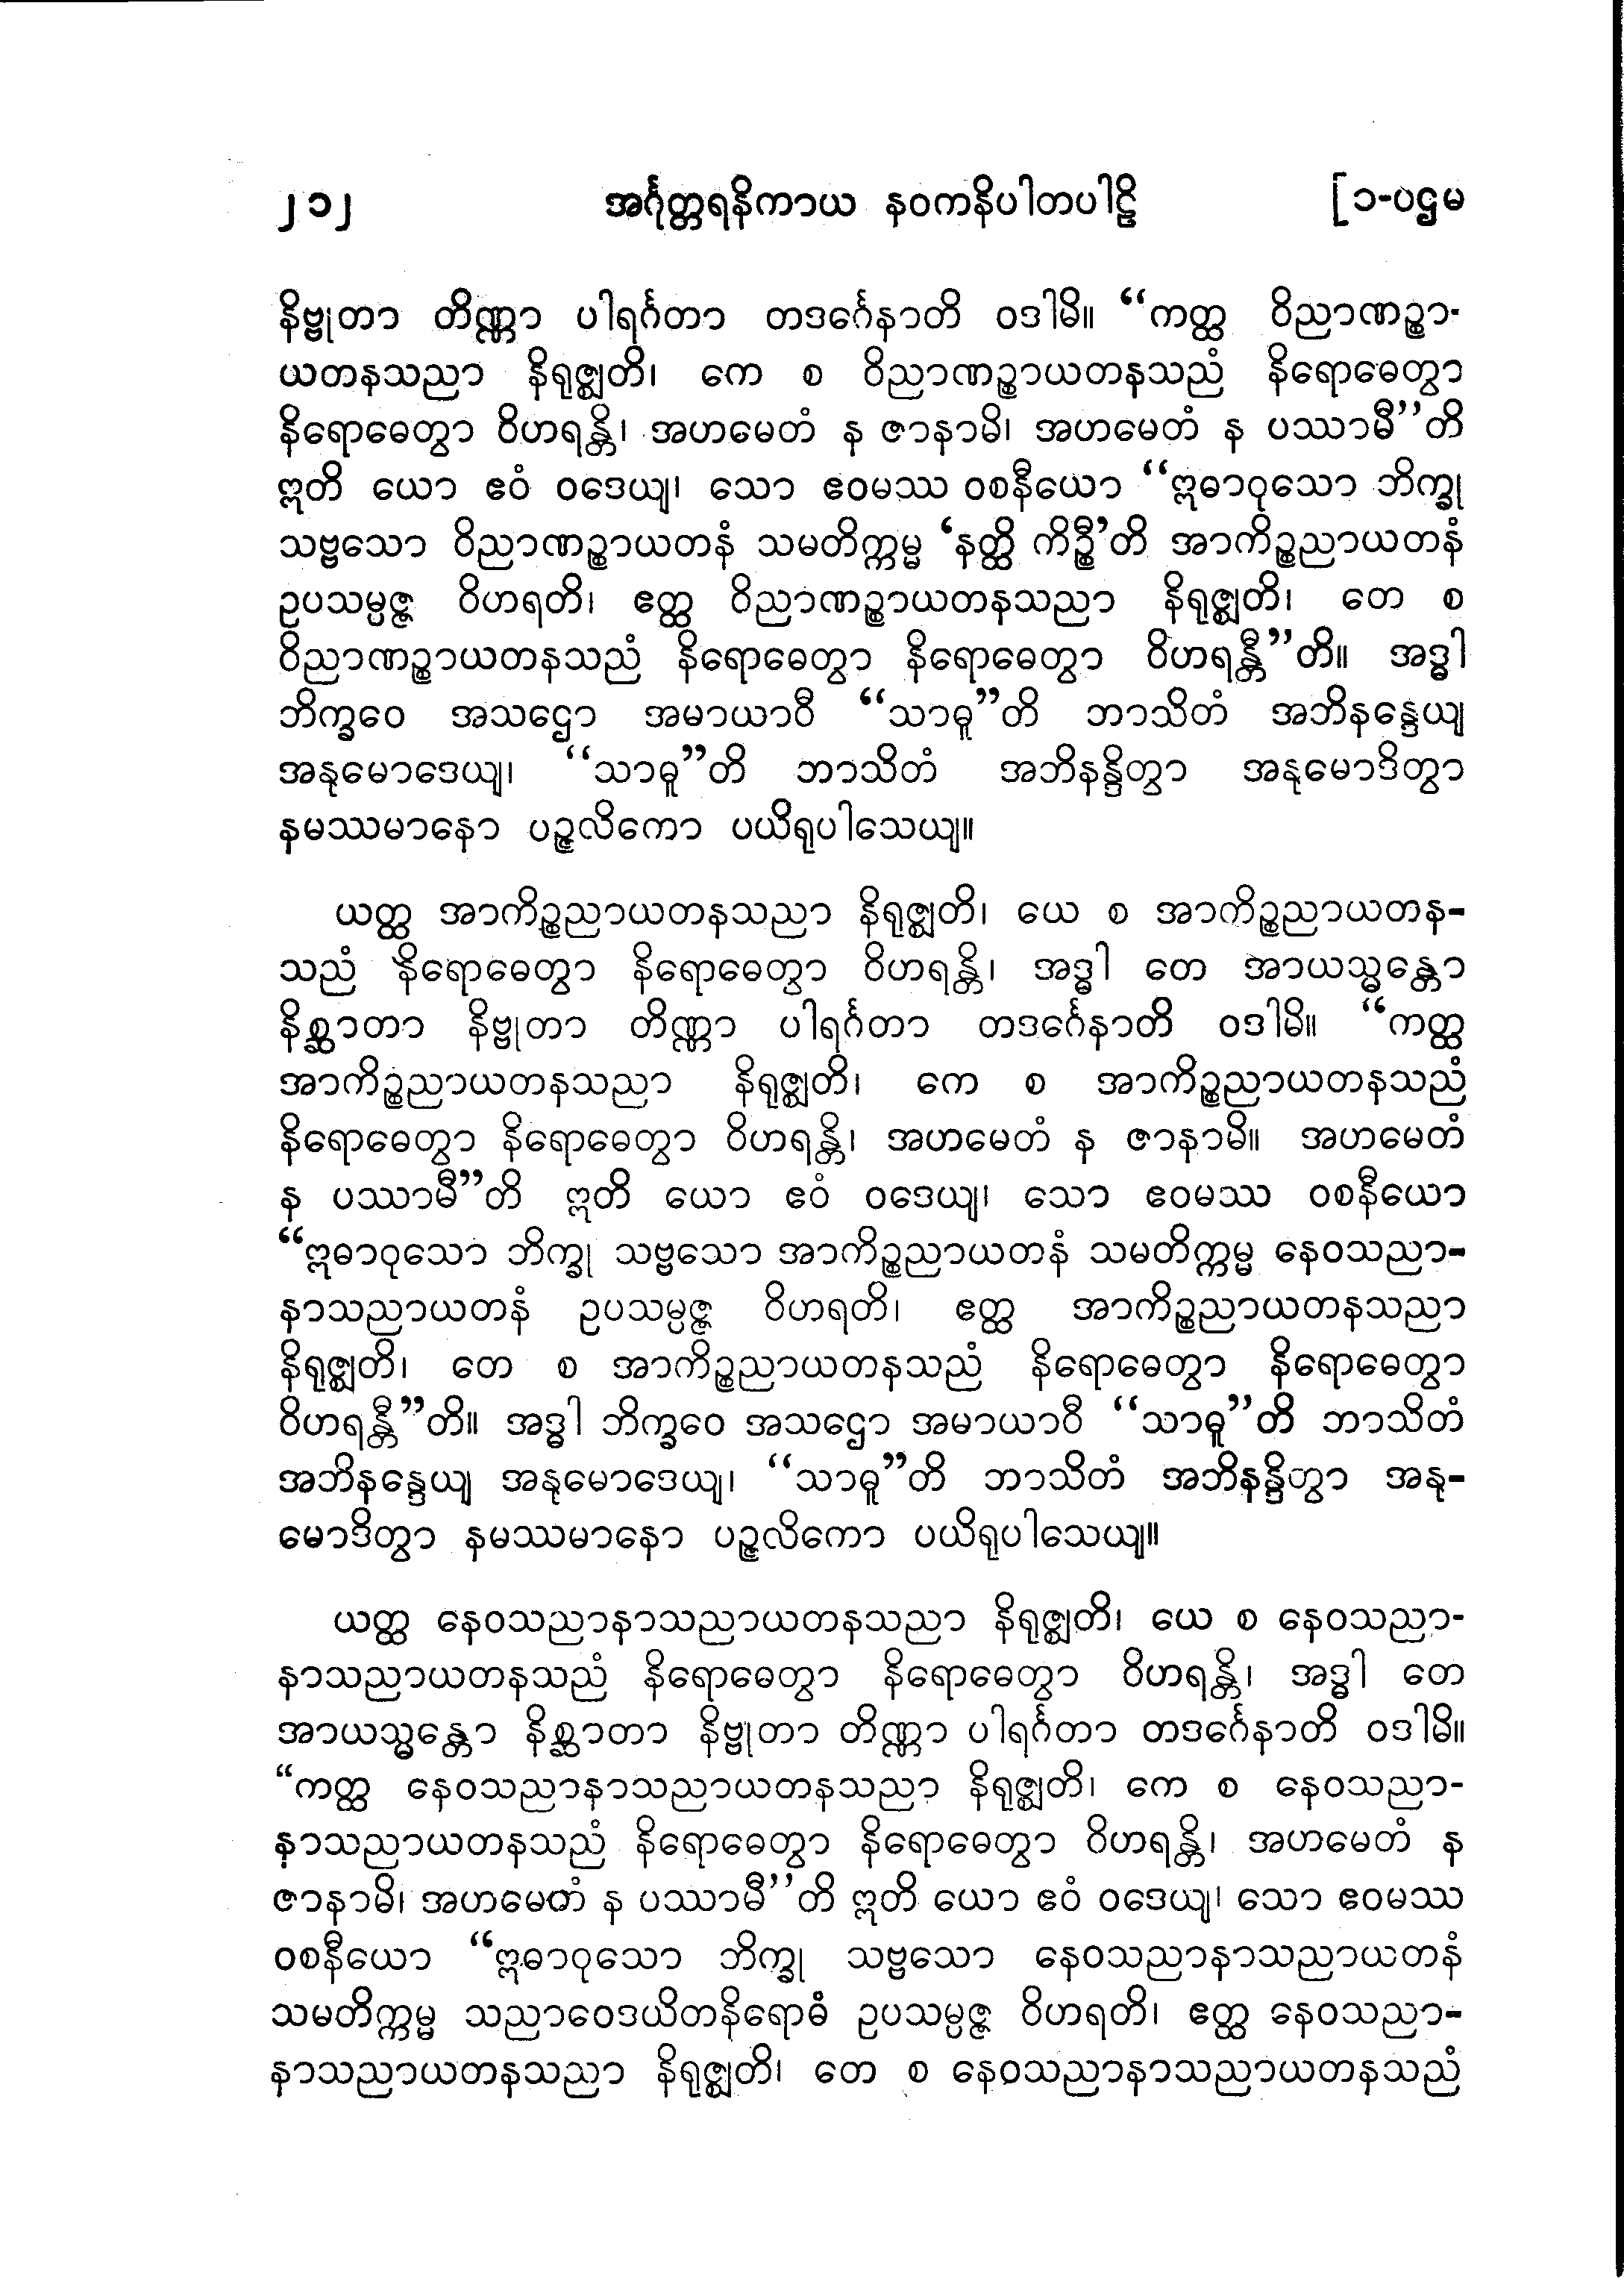 ၂၁၂ အင်္ဂုတ္တရနိကာယ နဝကနိပါတပါဠိ [၁-ပဌမ
နိဗ္ဗုတာ တိဏ္ဏာ ပါရင်္ဂတာ တဒင်္ဂေနာတိ ဝဒါမိ။ “ကတ္ထ ဝိညာဏဉ္စာ-
ယတနသညာ နိရုဇ္ဈတိ၊ ကေ စ ဝိညာဏဉ္စာယတနသညံ နိရောဓေတွာ
နိရောဓေတွာ ဝိဟရန္တိ၊ အဟမေတံ န ဇာနာမိ၊ အဟမေတံ န ပဿာမီ”တိ
ဣတိ ယော ဧဝံ ဝဒေယျ၊ သော ဧဝမဿ ဝစနီယော “ဣဓာဝုသော ဘိက္ခု
သဗ္ဗသော ဝိညာဏဉ္စာယတနံ သမတိက္ကမ္မ ‘နတ္ထိ ကိဉ္စီ’တိ အာကိဉ္စညာယတနံ
ဥပသမ္ပဇ္ဇ ဝိဟရတိ၊ ဧတ္ထ ဝိညာဏဉ္စာယတနသညာ နိရုဇ္ဈတိ၊ တေ စ
ဝိညာဏဉ္စာယတနသညံ နိရောဓေတွာ နိရောဓေတွာ ဝိဟရန္တီ”တိ။ အဒ္ဓါ
ဘိက္ခဝေ အသဌော အမာယာဝီ “သာဓူ”တိ ဘာသိတံ အဘိနန္ဒေယျ
အနုမောဒေယျ၊ “သာဓူ”တိ ဘာသိတံ အဘိနန္ဒိတွာ အနုမောဒိတွာ
နမဿမာနော ပဉ္ဇလိကော ပယိရုပါသေယျ။
ယတ္ထ အာကိဉ္စညာယတနသညာ နိရုဇ္ဈတိ၊ ယေ စ အာကိဉ္စညာယတန-
သညံ နိရောဓေတွာ နိရောဓေတွာ ဝိဟရန္တိ၊ အဒ္ဓါ တေ အာယသ္မန္တော
နိစ္ဆာတာ နိဗ္ဗုတာ တိဏ္ဏာ ပါရင်္ဂတာ တဒင်္ဂေနာတိ ဝဒါမိ။ “ကတ္ထ
အာကိဉ္စညာယတနသညာ နိရုဇ္ဈတိ၊ ကေ စ အာကိဉ္စညာယတနသညံ
နိရောဓေတွာ နိရောဓေတွာ ဝိဟရန္တိ၊ အဟမေတံ န ဇာနာမိ။ အဟမေတံ
န ပဿာမီ”တိ ဣတိ ယော ဧဝံ ဝဒေယျ၊ သော ဧဝမဿ ဝစနီယော
“ဣဓာဝုသော ဘိက္ခု သဗ္ဗသော အာကိဉ္စညာယတနံ သမတိက္ကမ္မ နေဝသညာ-
နာသညာယတနံ ဥပသမ္ပဇ္ဇ ဝိဟရတိ၊ ဧတ္ထ အာကိဉ္စညာယတနသညာ
နိရုဇ္ဈတိ၊ တေ စ အာကိဉ္စညာယတနသညံ နိရောဓေတွာ နိရောဓေတွာ
ဝိဟရန္တီ”တိ။ အဒ္ဓါ ဘိက္ခဝေ အသဌော အမာယာဝီ “သာဓူ”တိ ဘာသိတံ
အဘိနန္ဒေယျ အနုမောဒေယျ၊ “သာဓူ”တိ ဘာသိတံ အဘိနန္ဒိတွာ အနု-
မောဒိတွာ နမဿမာနော ပဉ္ဇလိကော ပယိရုပါသေယျ။
ယတ္ထ နေဝသညာနာသညာယတနသညာ နိရုဇ္ဈတိ၊ ယေ စ နေဝသညာ-
နာသညာယတနသညံ နိရောဓေတွာ နိရောဓေတွာ ဝိဟရန္တိ၊ အဒ္ဓါ တေ
အာယသ္မန္တော နိစ္ဆာတာ နိဗ္ဗုတာ တိဏ္ဏာ ပါရင်္ဂတာ တဒင်္ဂေနာတိ ဝဒါမိ။
“ကတ္ထ နေဝသညာနာသညာယတနသညာ နိရုဇ္ဈတိ၊ ကေ စ နေဝသညာ-
နာသညာယတနသညံ နိရောဓေတွာ နိရောဓေတွာ ဝိဟရန္တိ၊ အဟမေတံ န
ဇာနာမိ၊ အဟမေတံ န ပဿာမီ”တိ ဣတိ ယော ဧဝံ ဝဒေယျ၊ သော ဧဝမဿ
ဝစနီယော “ဣဓာဝုသော ဘိက္ခု သဗ္ဗသော နေဝသညာနာသညာယတနံ
သမတိက္ကမ္မ သညာဝေဒယိတနိရောဓံ ဥပသမ္ပဇ္ဇ ဝိဟရတိ၊ ဧတ္ထ နေဝသညာ-
နာသညာယတနသညာ နိရုဇ္ဈတိ၊ တေ စ နေဝသညာနာသညာယတနသညံ